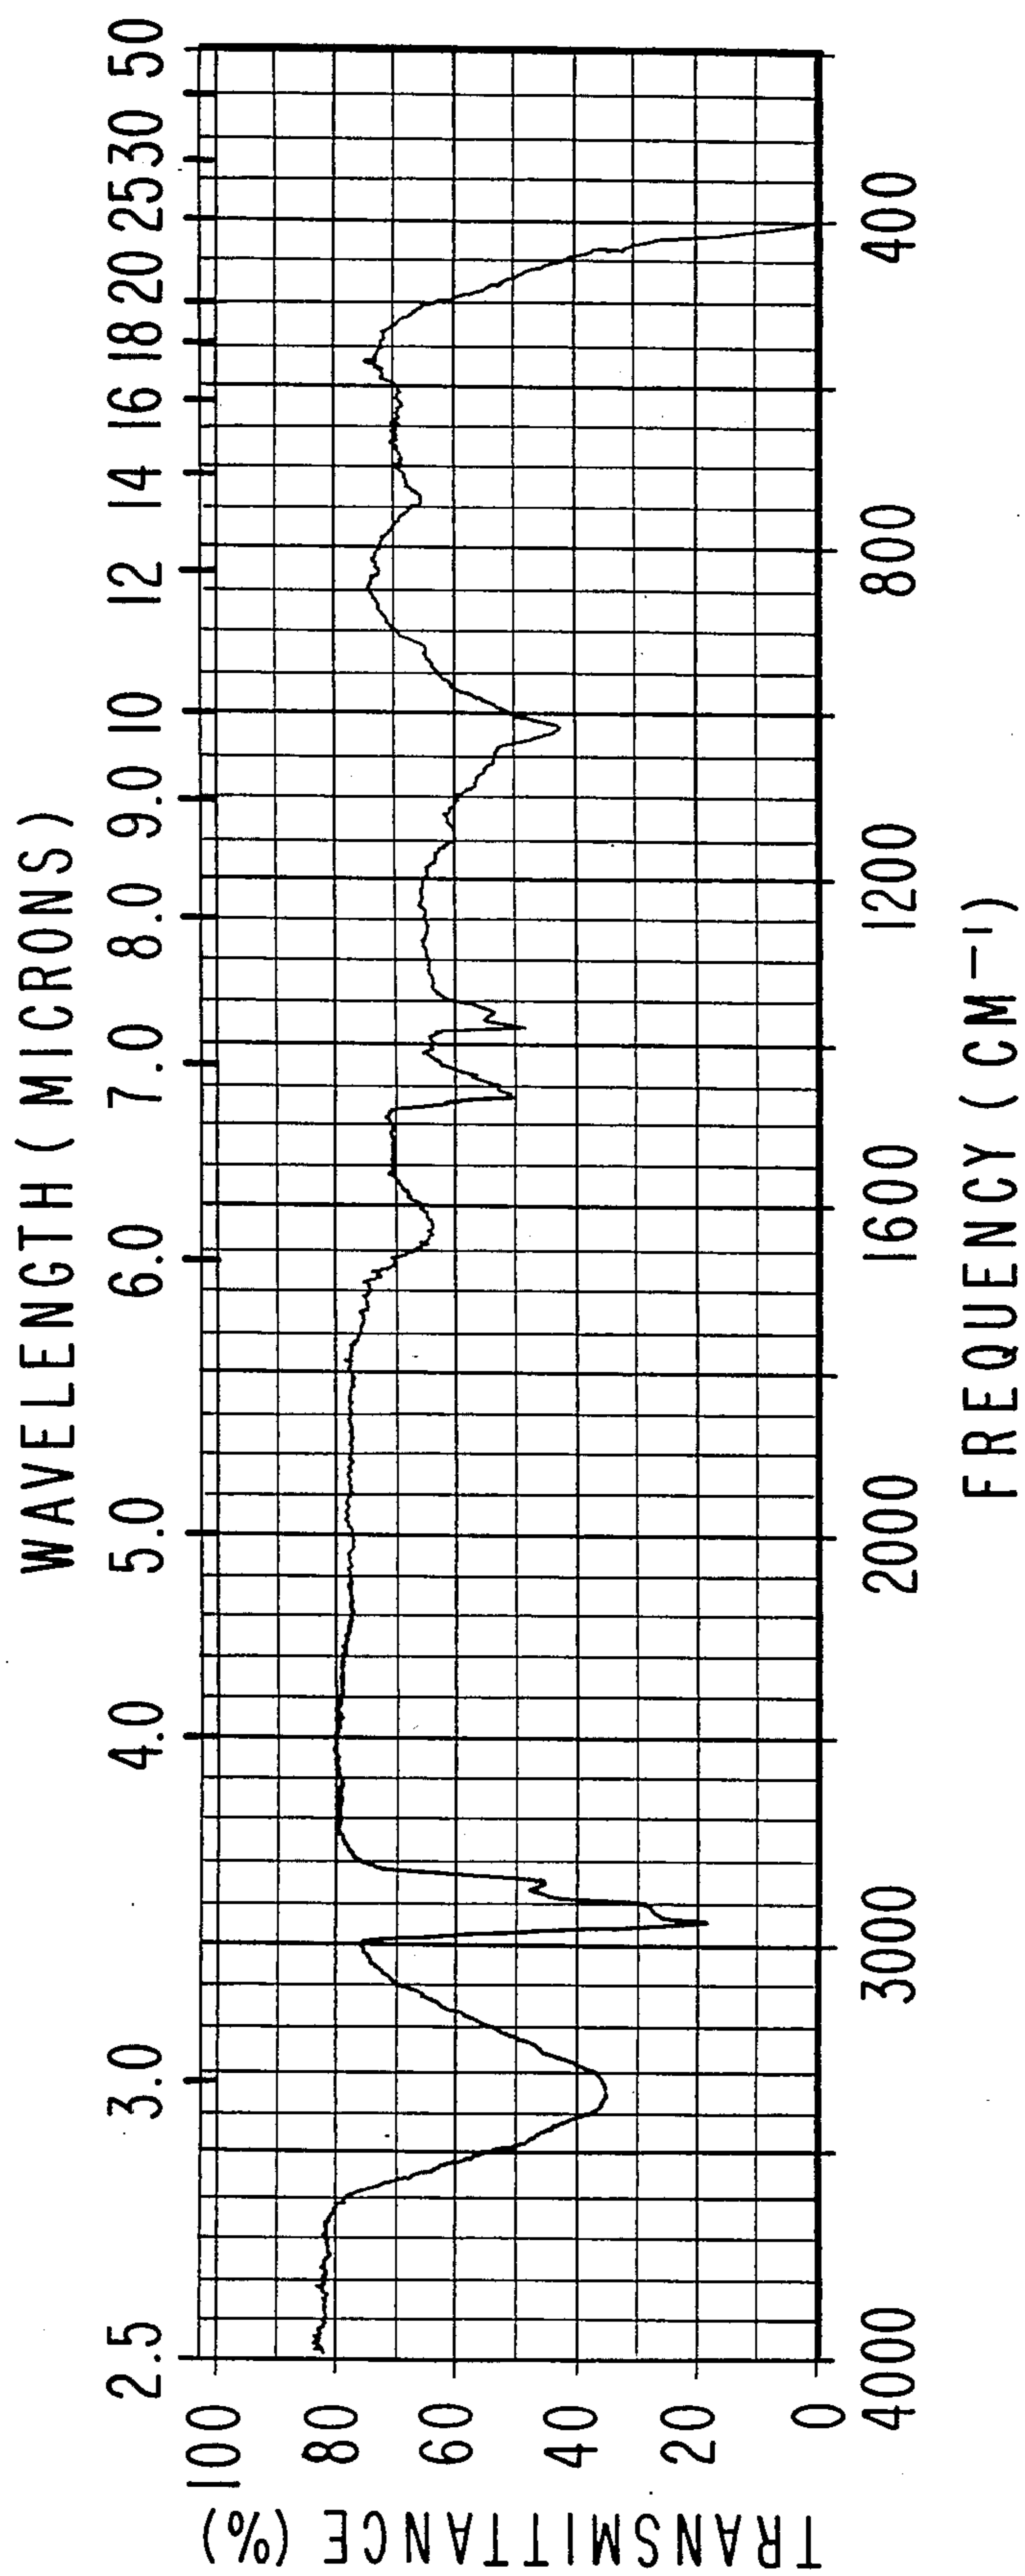 WAVELENGTH (MICRONS)
2.5 3.0 4.0 5.0 6.0 7.0 8.0 9.0 10 12 14 16 18 20 25 30 50
TRANSMITTANCE (%)
100
80
60
40
20
0
4000 3000 2000 1600 1200 800 400
FREQUENCY (CM⁻¹)